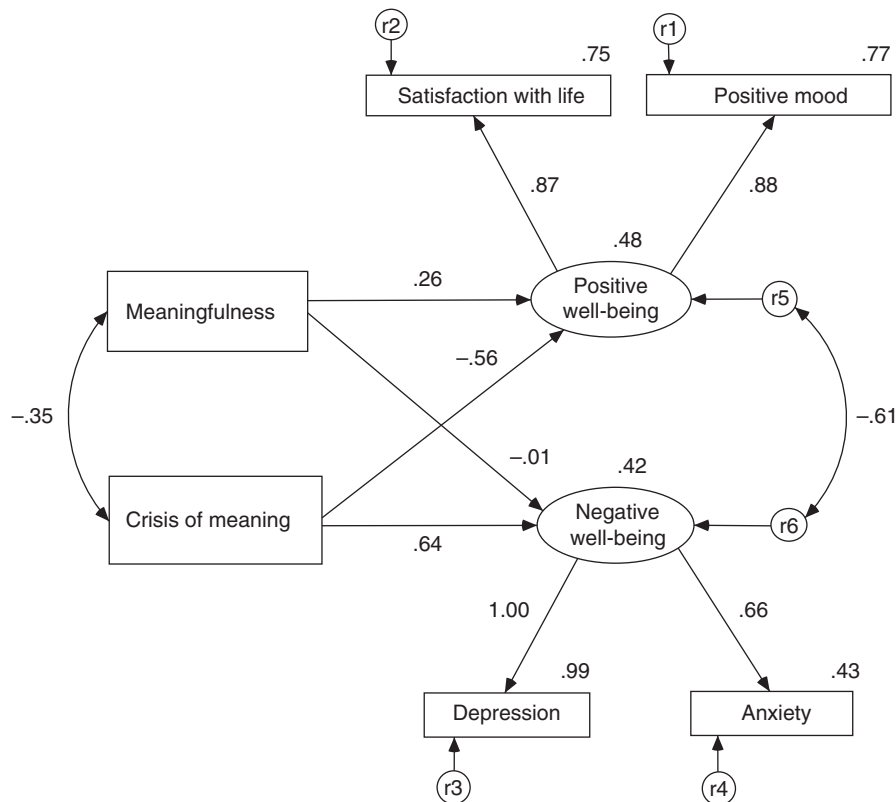 r2
r1
.75
.77
Satisfaction with life
Positive mood
.87
.88
.48
.26
Positive
well-being
r5
Meaningfulness
–.56
–.35
–.61
–.01
.42
Crisis of meaning
.64
Negative
well-being
r6
1.00
.66
.99
.43
Depression
Anxiety
r3
r4